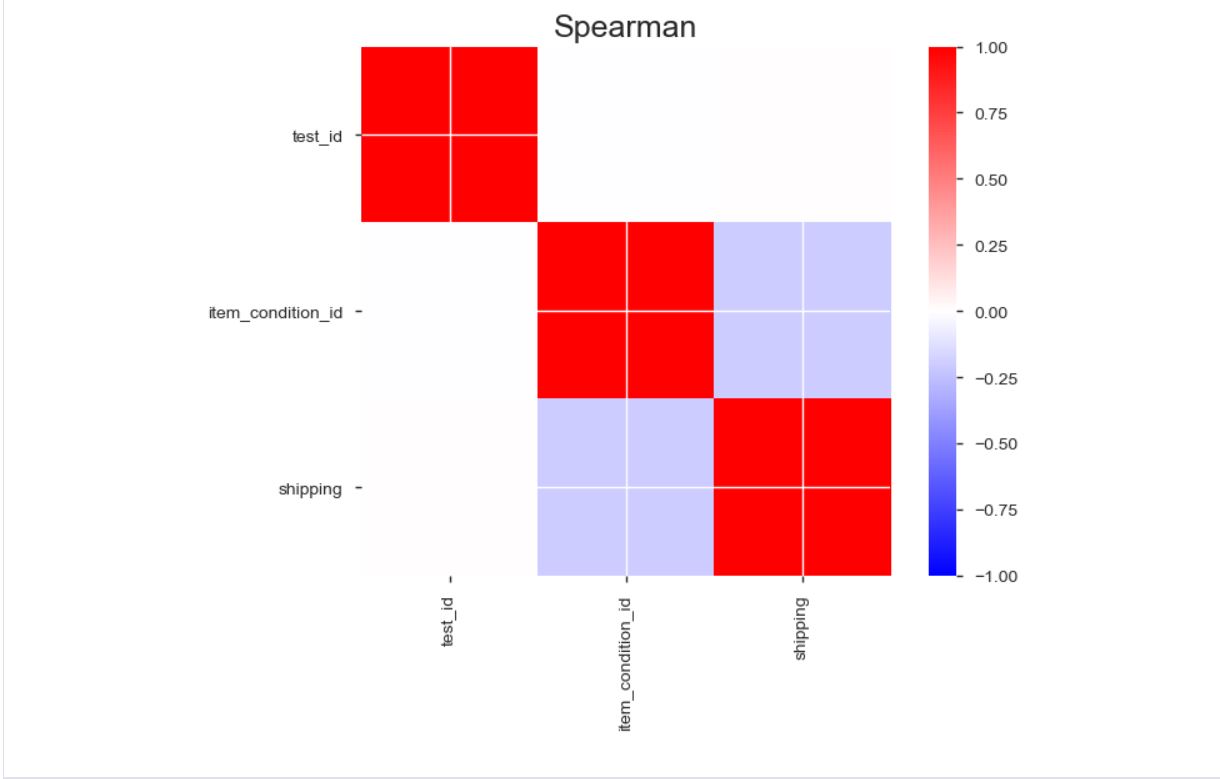 Spearman
test_id
item_condition_id
shipping
1.00
0.75
0.50
0.25
0.00
−0.25
−0.50
−0.75
−1.00
test_id
item_condition_id
shipping